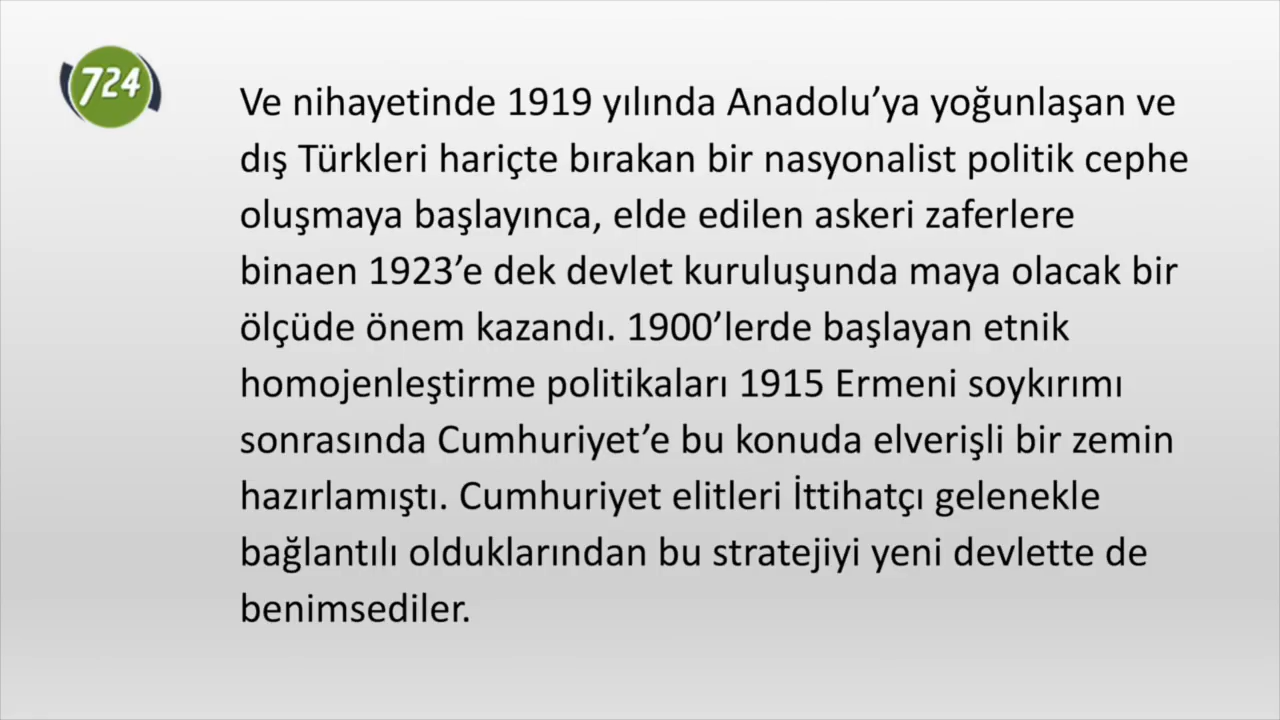 724
Ve nihayetinde 1919 yılında Anadolu’ya yoğunlaşan ve
dış Türkleri hariçte bırakan bir nasyonalist politik cephe
oluşmaya başlayınca, elde edilen askeri zaferlere
binaen 1923’e dek devlet kuruluşunda maya olacak bir
ölçüde önem kazandı. 1900’lerde başlayan etnik
homojenleştirme politikaları 1915 Ermeni soykırımı
sonrasında Cumhuriyet’e bu konuda elverişli bir zemin
hazırlamıştı. Cumhuriyet elitleri İttihatçı gelenekle
bağlantılı olduklarından bu stratejiyi yeni devlette de
benimsediler.